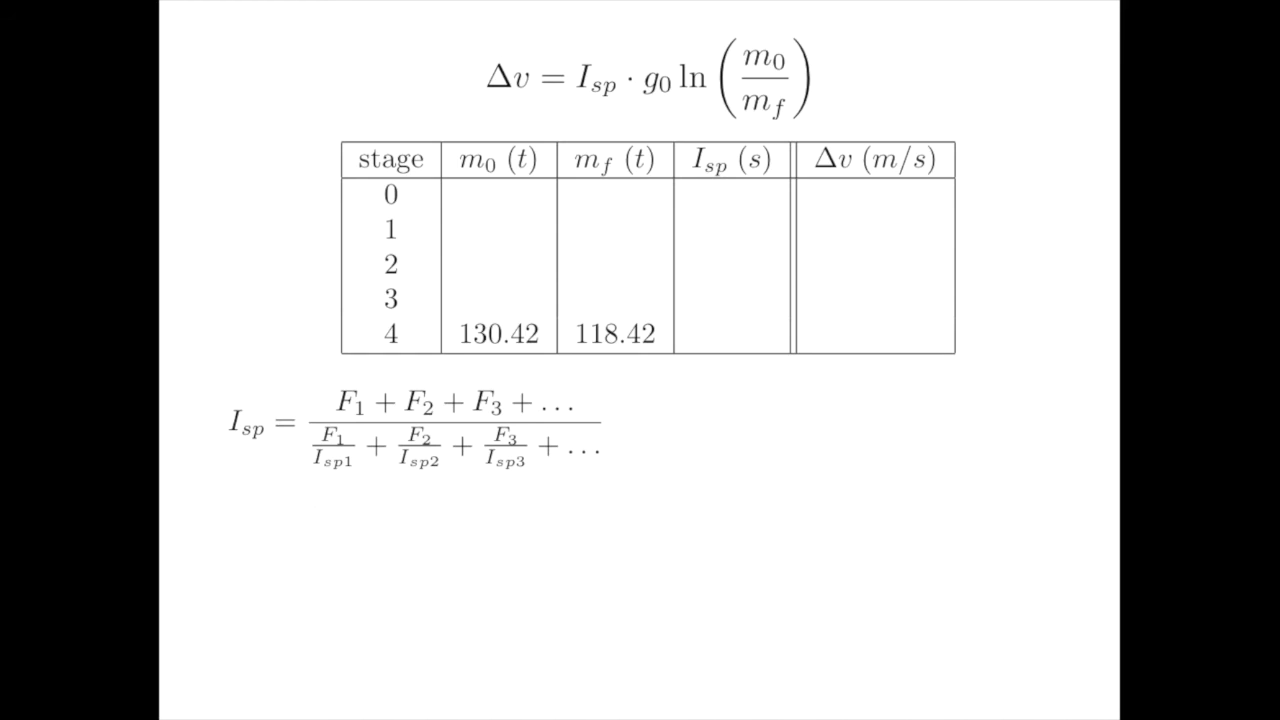 Δv = I_sp · g_0 ln (m_0 / m_f)
stage m_0 (t) m_f (t) I_sp (s) Δv (m/s)
0
1
2
3
4 130.42 118.42
I_sp = (F_1 + F_2 + F_3 + …) / (F_1/I_sp1 + F_2/I_sp2 + F_3/I_sp3 + …)